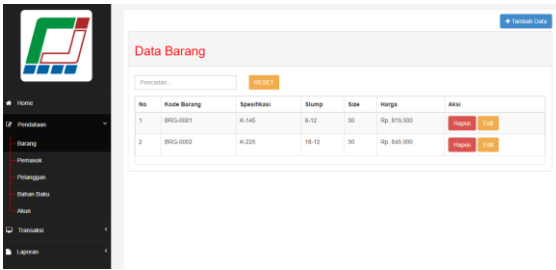 + Tambah Data
Data Barang
Pencarian...
RESET
No Kode Barang Spesifikasi Slump Size Harga Aksi
1 BRG-0001 K-145 8-12 30 Rp. 819,500 Hapus Edit
2 BRG-0002 K-225 10-12 30 Rp. 845,000 Hapus Edit
Home
Pendataan
Barang
Pemasok
Pelanggan
Bahan Baku
Akun
Transaksi
Laporan